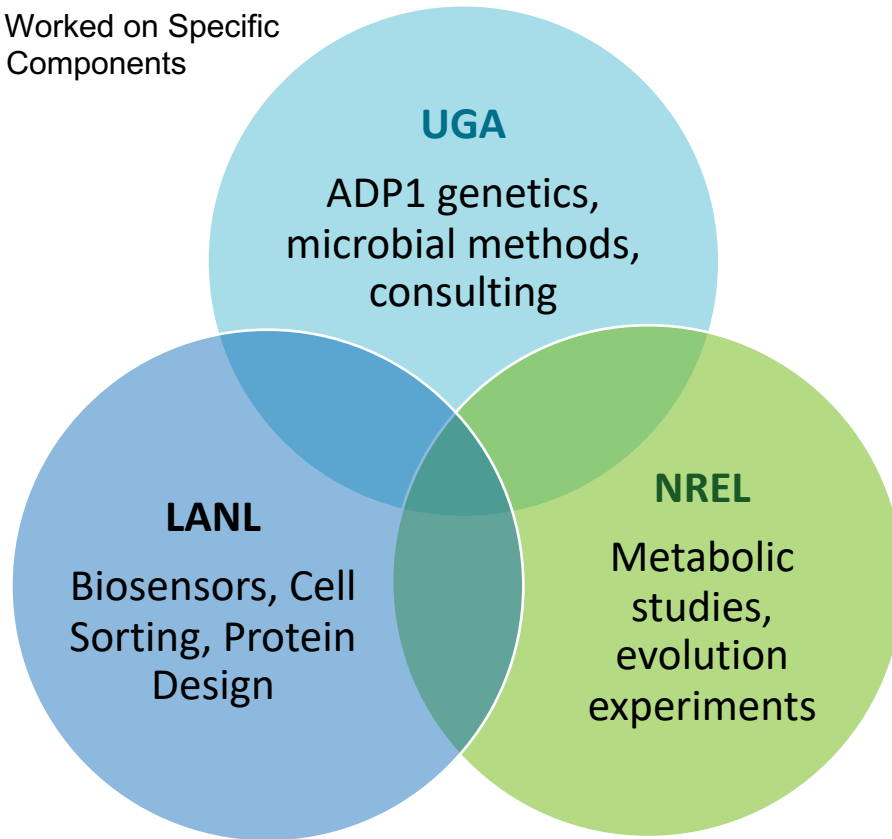 Worked on Specific
Components
UGA
ADP1 genetics,
microbial methods,
consulting
LANL
Biosensors, Cell
Sorting, Protein
Design
NREL
Metabolic
studies,
evolution
experiments